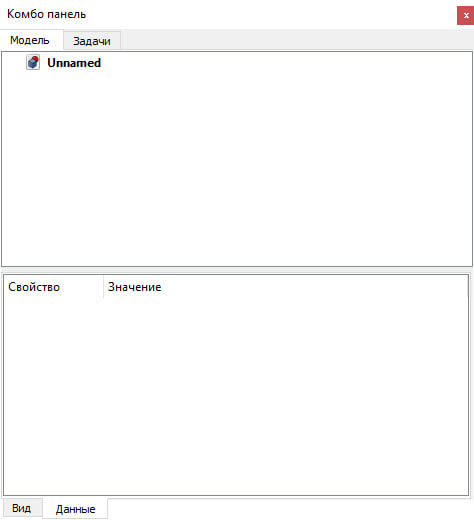 Комбо панель
Модель Задачи
Unnamed
Свойство Значение
Вид Данные